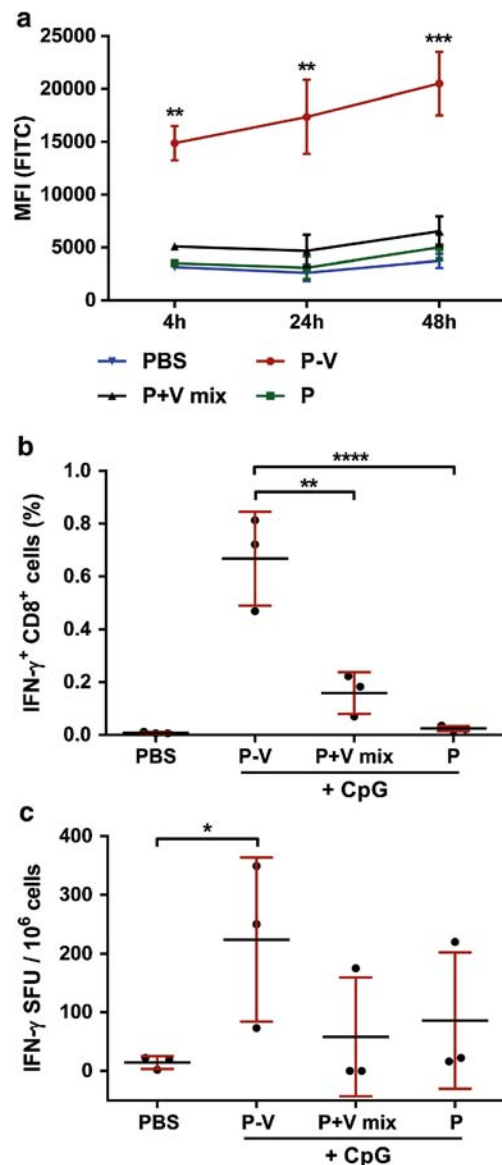 a
**
**
***
25000
20000
15000
10000
5000
0
MFI (FITC)
4h
24h
48h
PBS
P-V
P+V mix
P
b
****
**
1.0
0.8
0.6
0.4
0.2
0.0
IFN-γ⁺ CD8⁺ cells (%)
PBS
P-V
P+V mix
P
+ CpG
c
*
400
300
200
100
0
IFN-γ SFU / 10⁶ cells
PBS
P-V
P+V mix
P
+ CpG